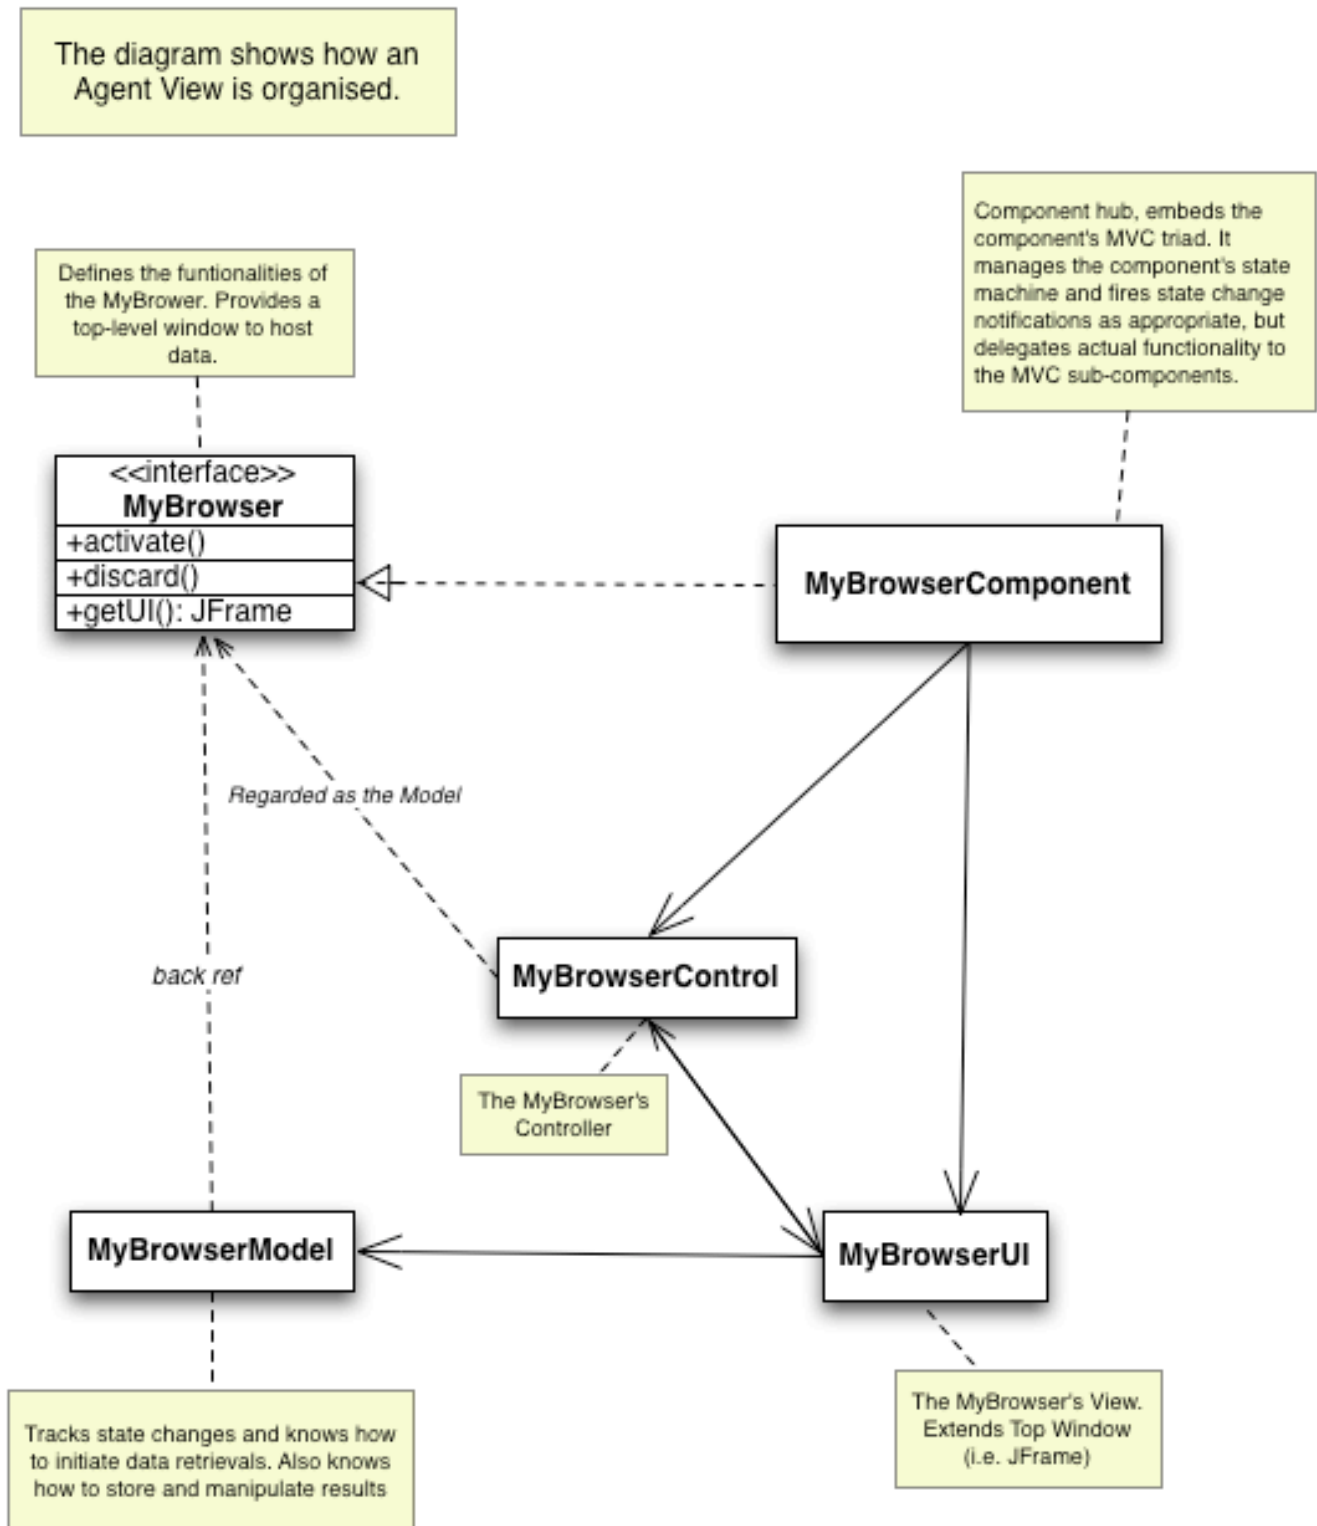 The diagram shows how an
Agent View is organised.
Component hub, embeds the
component's MVC triad. It
manages the component's state
machine and fires state change
notifications as appropriate, but
delegates actual functionality to
the MVC sub-components.
Defines the funtionalities of
the MyBrower. Provides a
top-level window to host
data.
<<interface>>
MyBrowser
+activate()
+discard()
+getUI(): JFrame
MyBrowserComponent
Regarded as the Model
back ref
MyBrowserControl
The MyBrowser's
Controller
MyBrowserModel
MyBrowserUI
Tracks state changes and knows how
to initiate data retrievals. Also knows
how to store and manipulate results
The MyBrowser's View.
Extends Top Window
(i.e. JFrame)